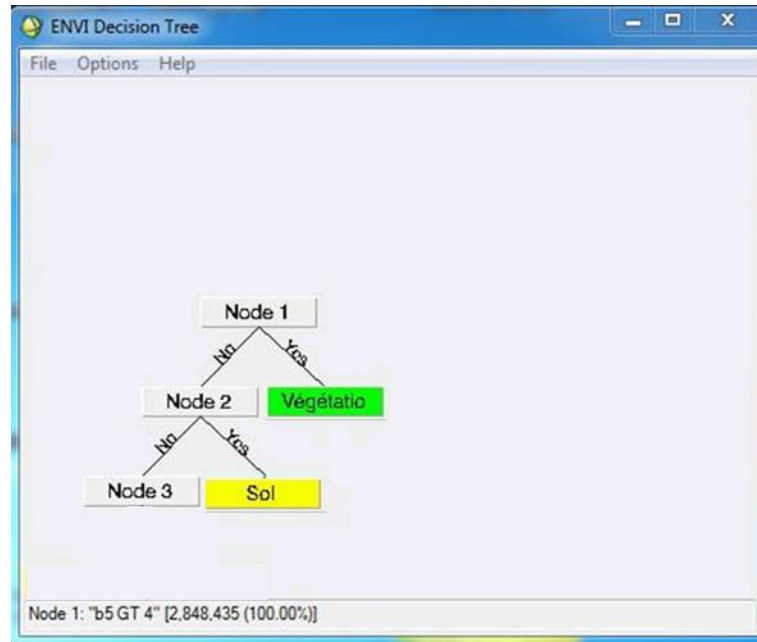 ENVI Decision Tree
File Options Help
Node 1
No Yes
Node 2 Végétatio
No Yes
Node 3 Sol
Node 1: "b5 GT 4" [2,848,435 (100.00%)]